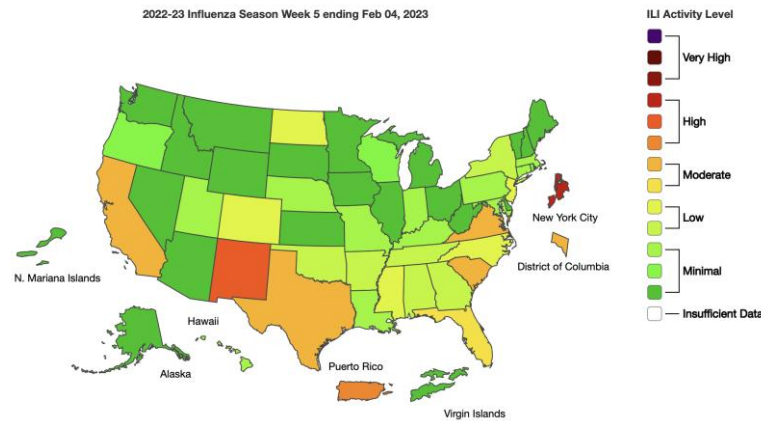 2022-23 Influenza Season Week 5 ending Feb 04, 2023
ILI Activity Level
Very High
High
Moderate
Low
Minimal
Insufficient Data
New York City
District of Columbia
N. Mariana Islands
Hawaii
Alaska
Puerto Rico
Virgin Islands